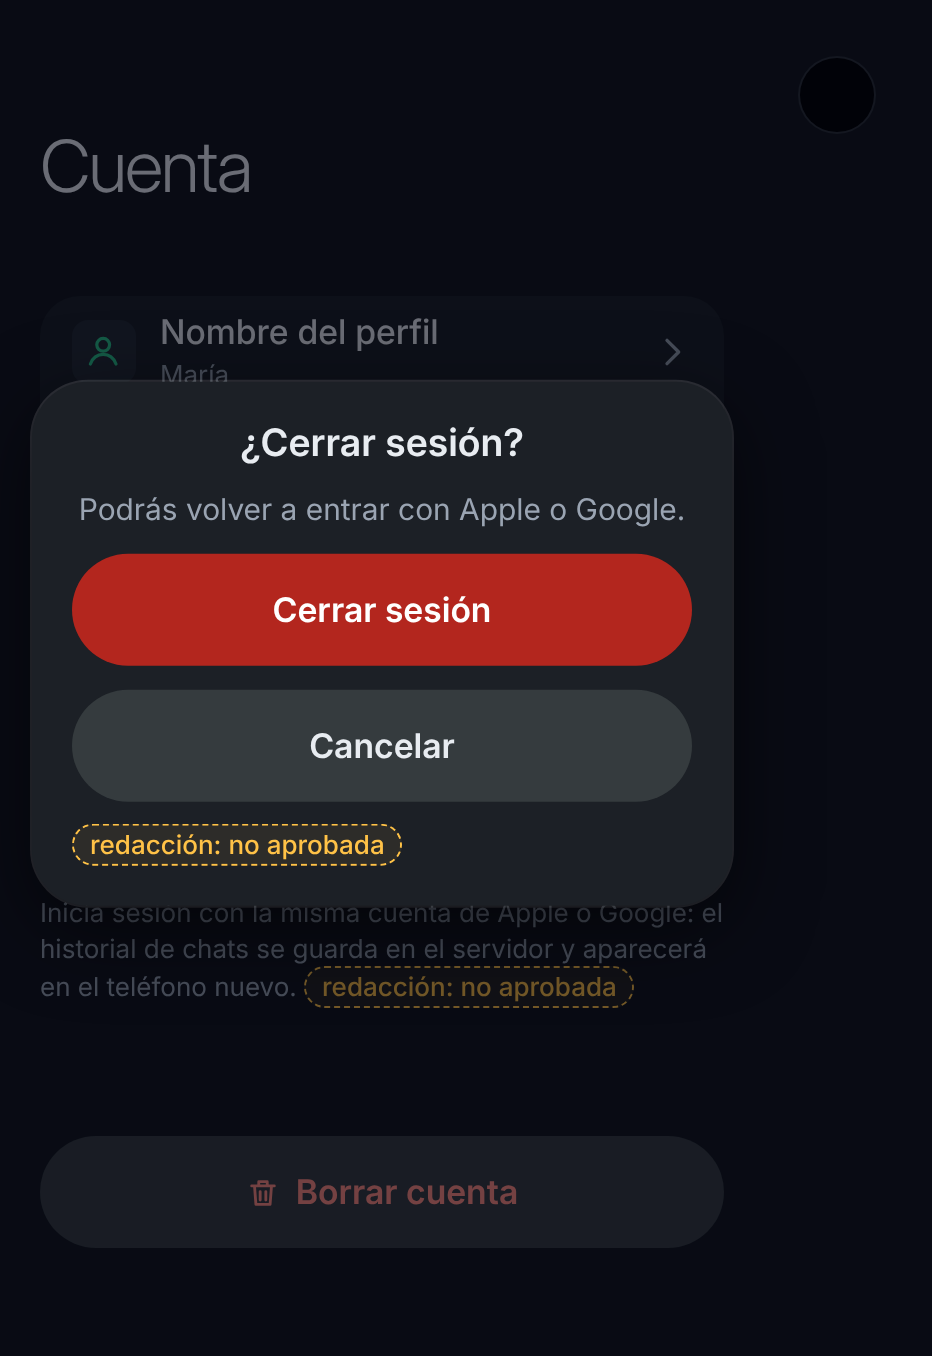 Cuenta
Nombre del perfil
María
¿Cerrar sesión?
Podrás volver a entrar con Apple o Google.
Cerrar sesión
Cancelar
redacción: no aprobada
Inicia sesión con la misma cuenta de Apple o Google: el
historial de chats se guarda en el servidor y aparecerá
en el teléfono nuevo. redacción: no aprobada
Borrar cuenta